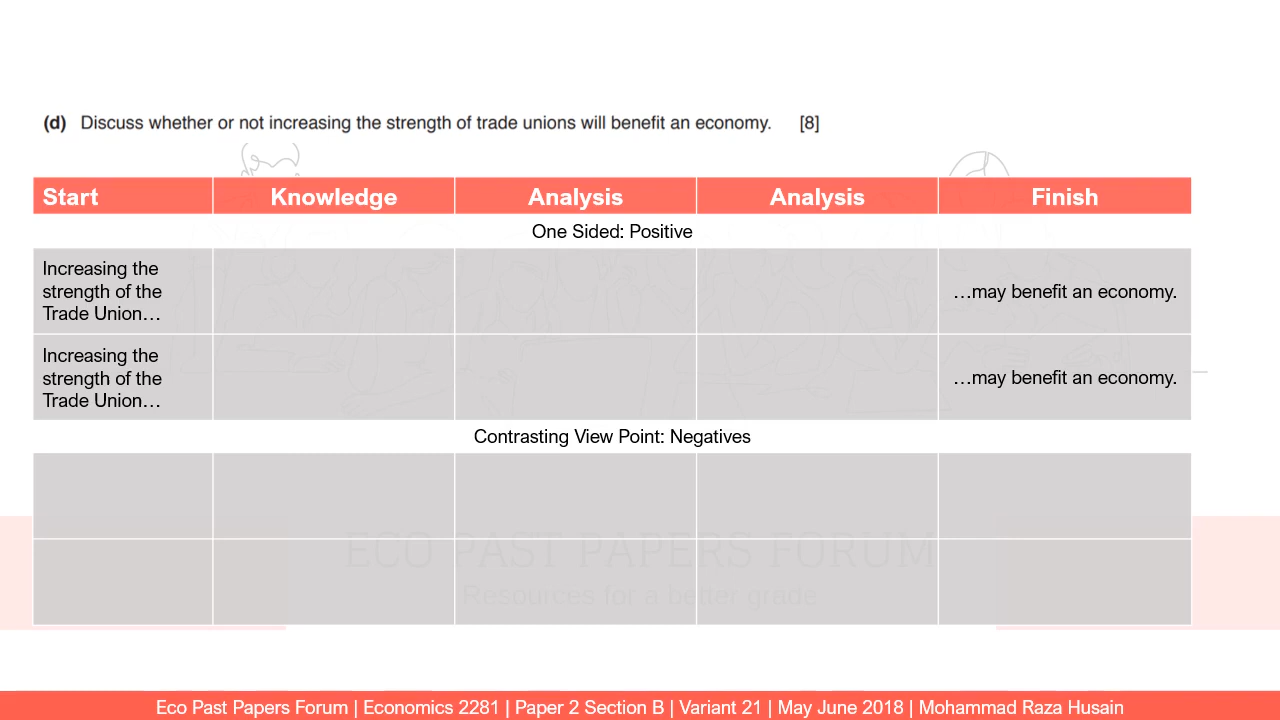 (d) Discuss whether or not increasing the strength of trade unions will benefit an economy. [8]
Start Knowledge Analysis Analysis Finish
One Sided: Positive
Increasing the
strength of the
Trade Union…
…may benefit an economy.
Increasing the
strength of the
Trade Union…
…may benefit an economy.
Contrasting View Point: Negatives
ECO PAST PAPERS FORUM
Resources for a better grade
Eco Past Papers Forum | Economics 2281 | Paper 2 Section B | Variant 21 | May June 2018 | Mohammad Raza Husain